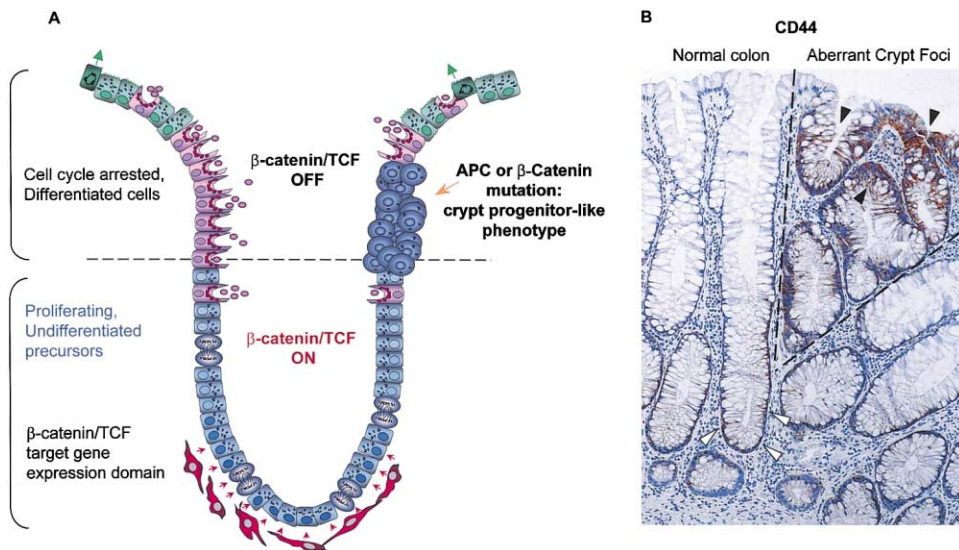 A
Cell cycle arrested,
Differentiated cells
β-catenin/TCF
OFF
APC or β-Catenin
mutation:
crypt progenitor-like
phenotype
Proliferating,
Undifferentiated
precursors
β-catenin/TCF
ON
β-catenin/TCF
target gene
expression domain
B
CD44
Normal colon
Aberrant Crypt Foci